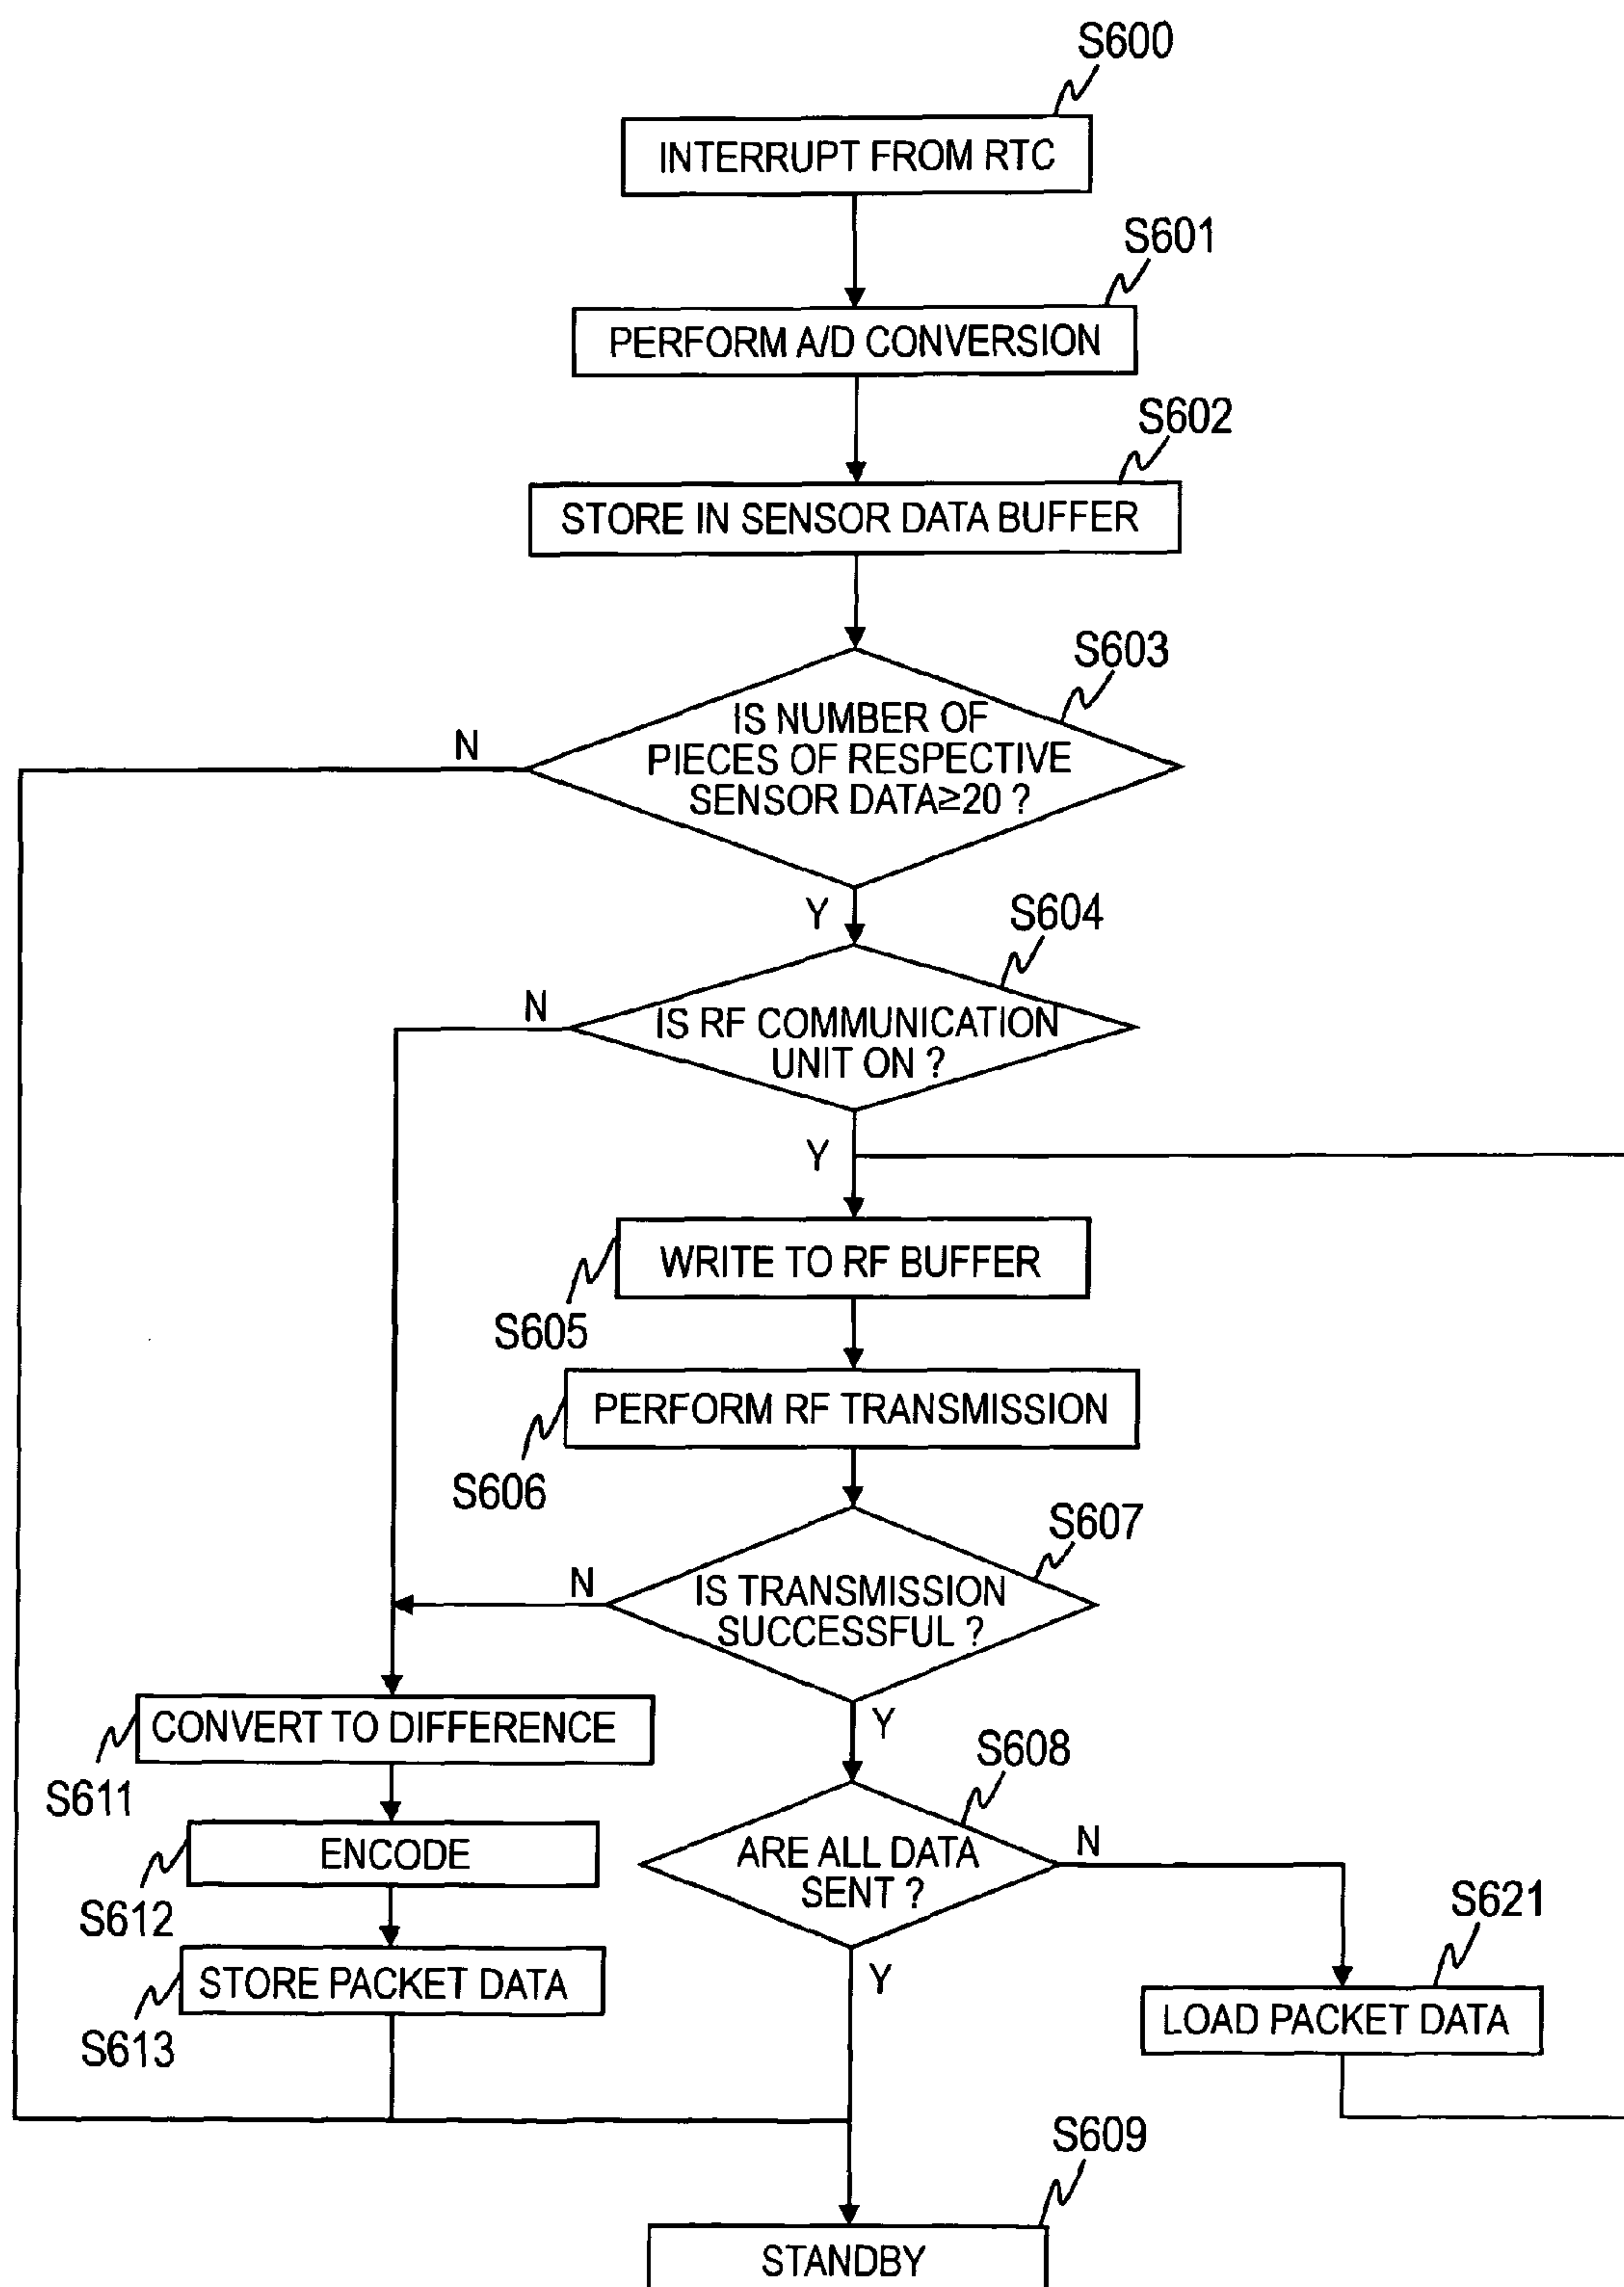 S600
INTERRUPT FROM RTC
S601
PERFORM A/D CONVERSION
S602
STORE IN SENSOR DATA BUFFER
S603
IS NUMBER OF
PIECES OF RESPECTIVE
SENSOR DATA≥20 ?
N
Y
S604
IS RF COMMUNICATION
UNIT ON ?
N
Y
WRITE TO RF BUFFER
S605
PERFORM RF TRANSMISSION
S606
S607
IS TRANSMISSION
SUCCESSFUL ?
N
Y
CONVERT TO DIFFERENCE
S611
S608
ARE ALL DATA
SENT ?
N
Y
ENCODE
S612
S621
STORE PACKET DATA
S613
LOAD PACKET DATA
S609
STANDBY